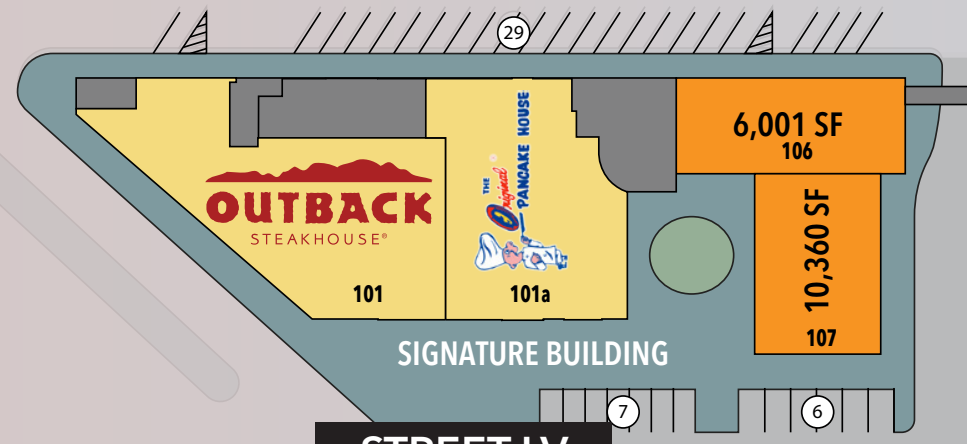 29
6,001 SF
106
OUTBACK
STEAKHOUSE®
101
THE
Original®
PANCAKE HOUSE
101a
10,360 SF
107
SIGNATURE BUILDING
7
6